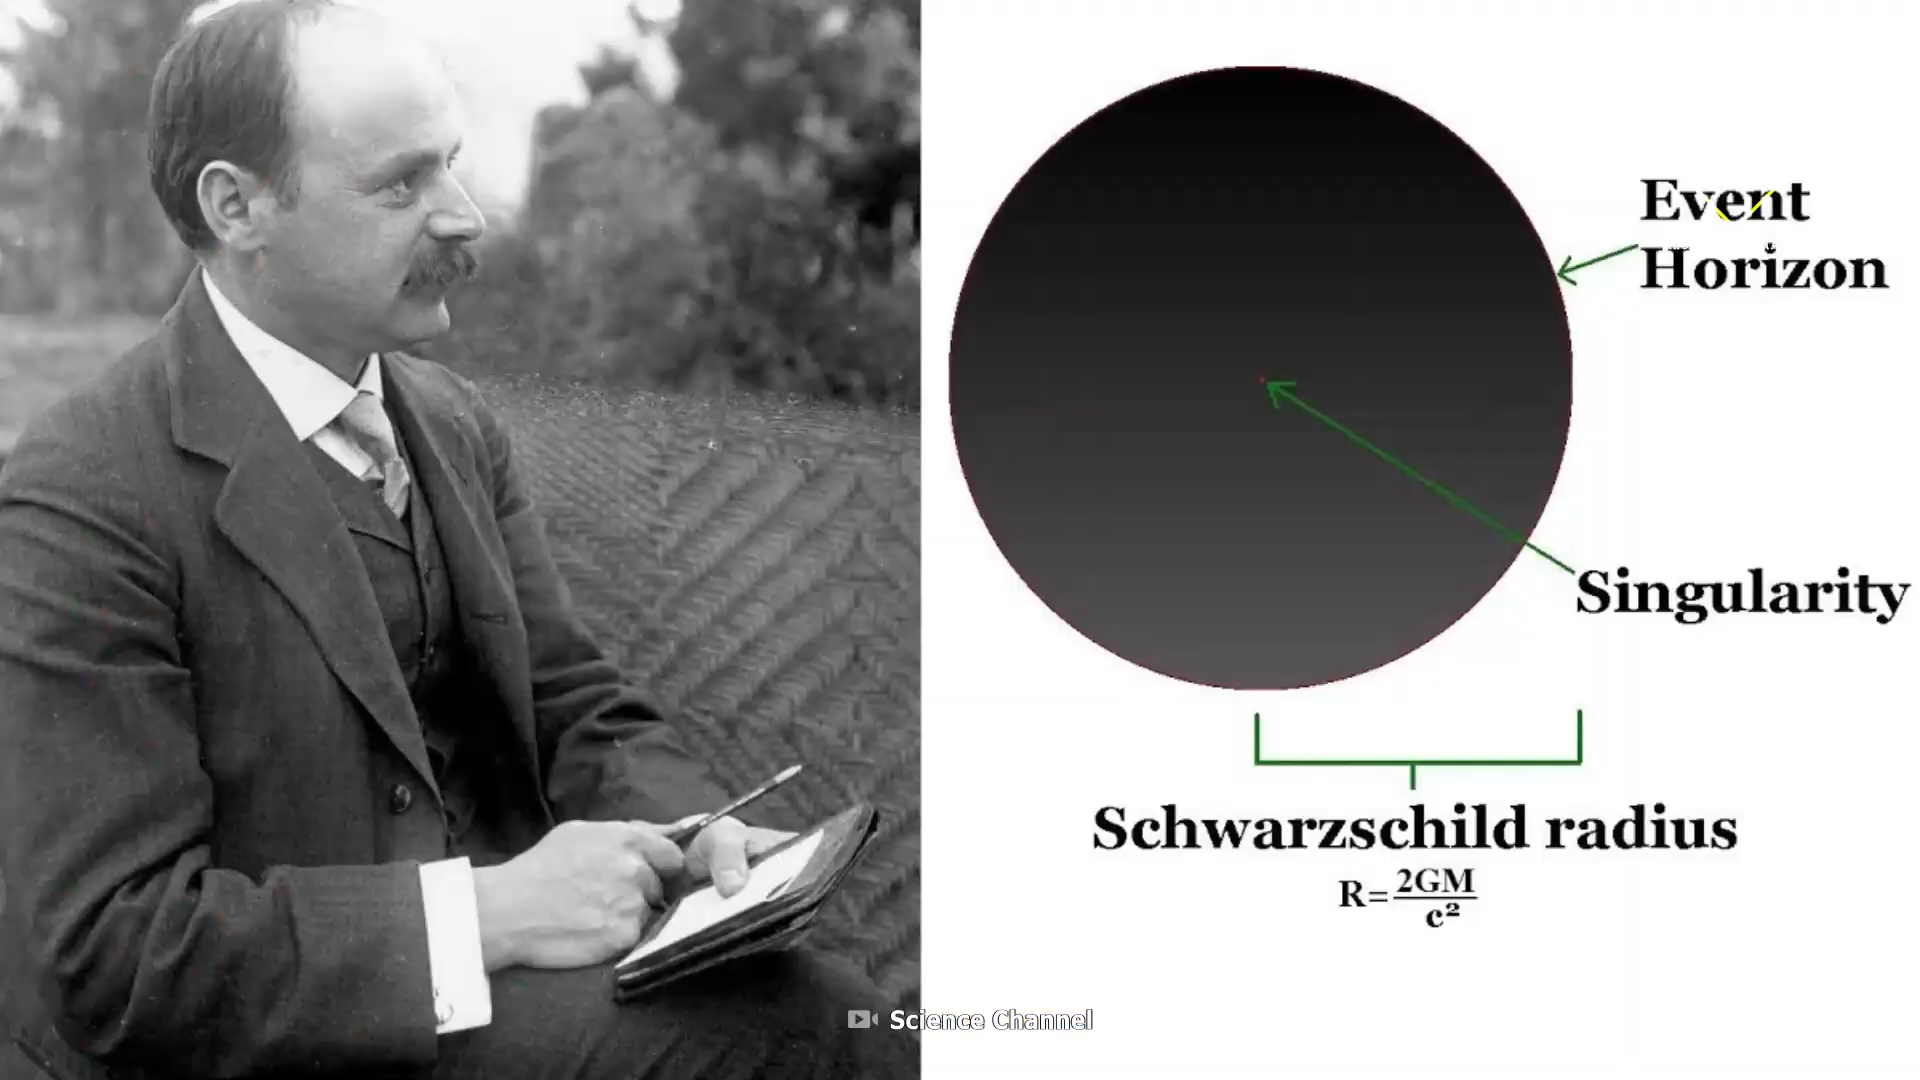 Event
Horizon
Singularity
Schwarzschild radius
R=2GM/c²
Science Channel